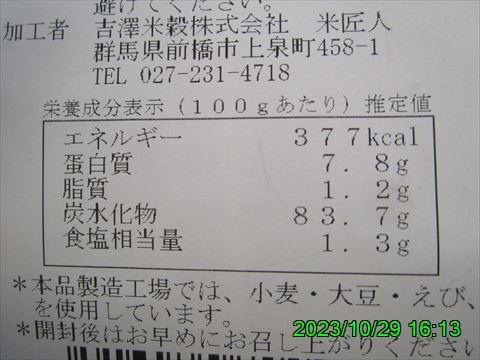 避けてください。
加工者 吉澤米穀株式会社 米匠人
群馬県前橋市上泉町458-1
TEL 027-231-4718
栄養成分表示(100gあたり)推定値
エネルギー 377kcal
蛋白質 7.8g
脂質 1.2g
炭水化物 83.7g
食塩相当量 1.3g
*本品製造工場では、小麦・大豆・えび、
を使用しています。
*開封後はお早めにお召し上がりください
2023/10/29 16:13